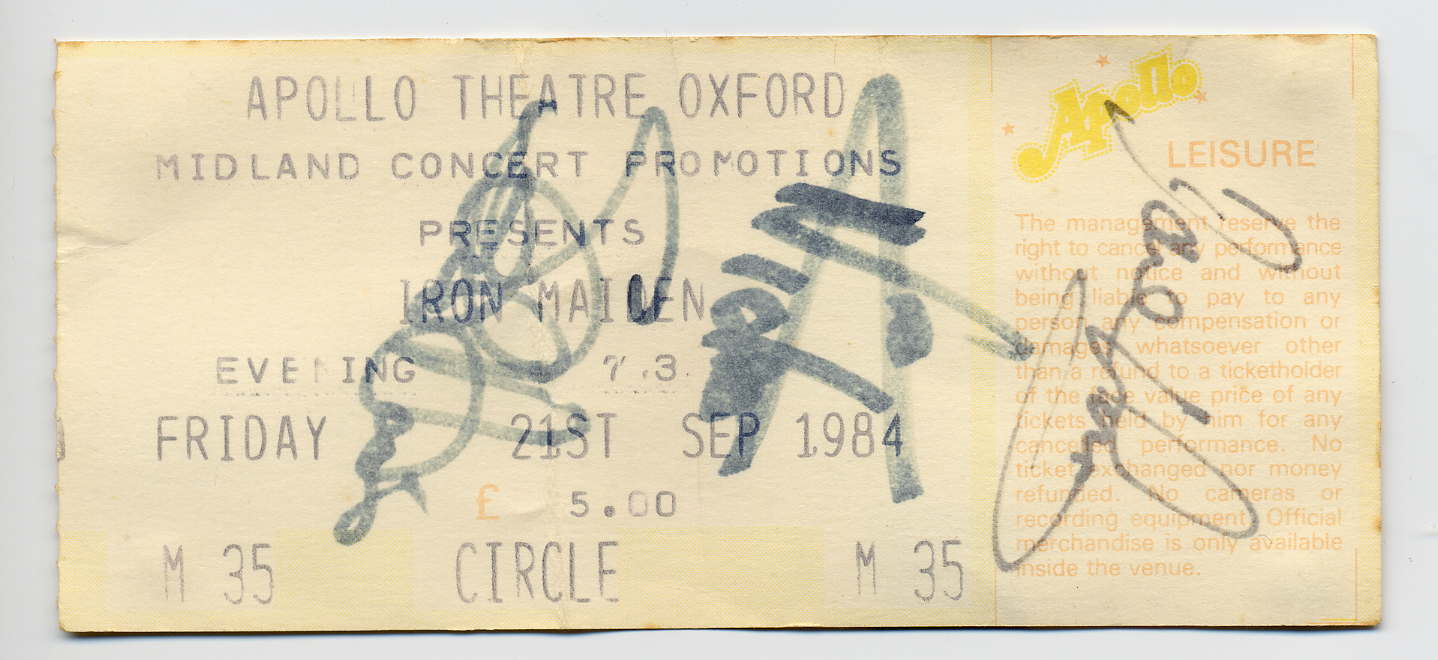 APOLLO THEATRE OXFORD
MIDLAND CONCERT PROMOTIONS
PRESENTS
IRON MAIDEN
EVENING 7.3
FRIDAY 21ST SEP 1984
£ 5.00
M 35 CIRCLE M 35
Apollo
LEISURE
The management reserve the
right to cancel any performance
without notice and without
being liable to pay to any
person any compensation or
damages whatsoever other
than a refund to a ticketholder
of the face value price of any
tickets held by him for any
cancelled performance. No
ticket exchanged nor money
refunded. No cameras or
recording equipment. Official
merchandise is only available
inside the venue.